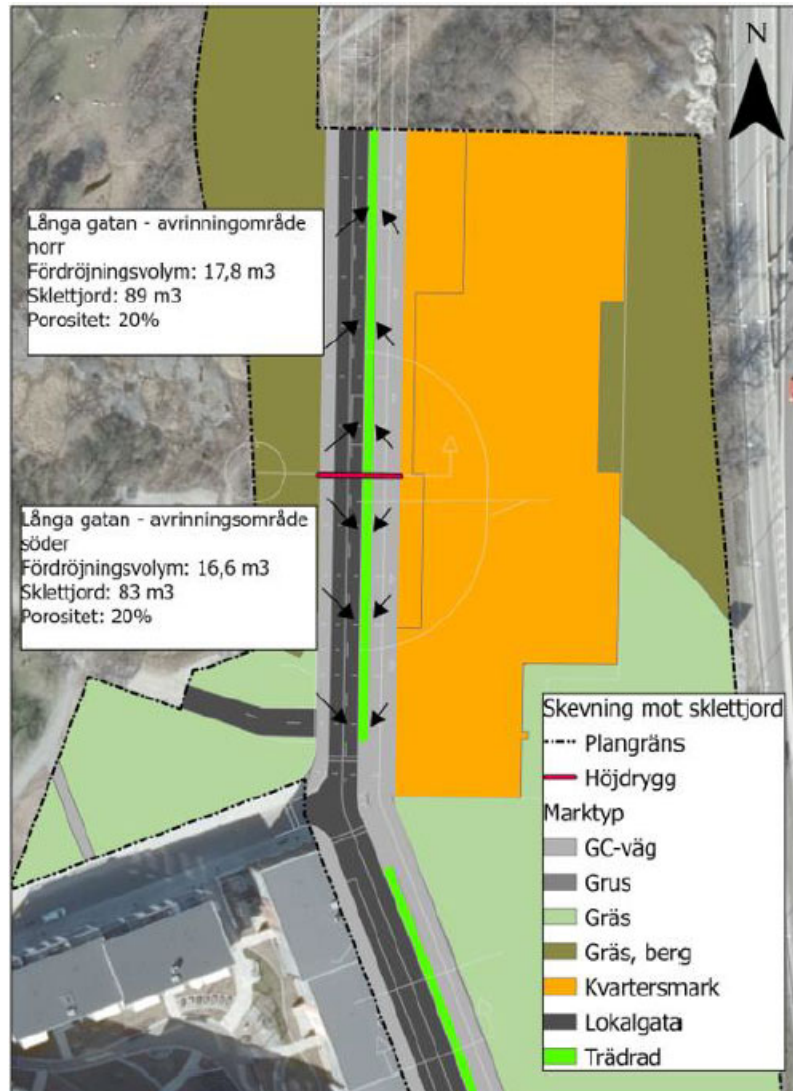 N
Långa gatan - avrinningområde
norr
Fördröjningsvolym: 17,8 m3
Sklettjord: 89 m3
Porositet: 20%
Långa gatan - avrinningsområde
söder
Fördröjningsvolym: 16,6 m3
Sklettjord: 83 m3
Porositet: 20%
Skevning mot sklettjord
Plangräns
Höjdrygg
Marktyp
GC-väg
Grus
Gräs
Gräs, berg
Kvartersmark
Lokalgata
Trädrad